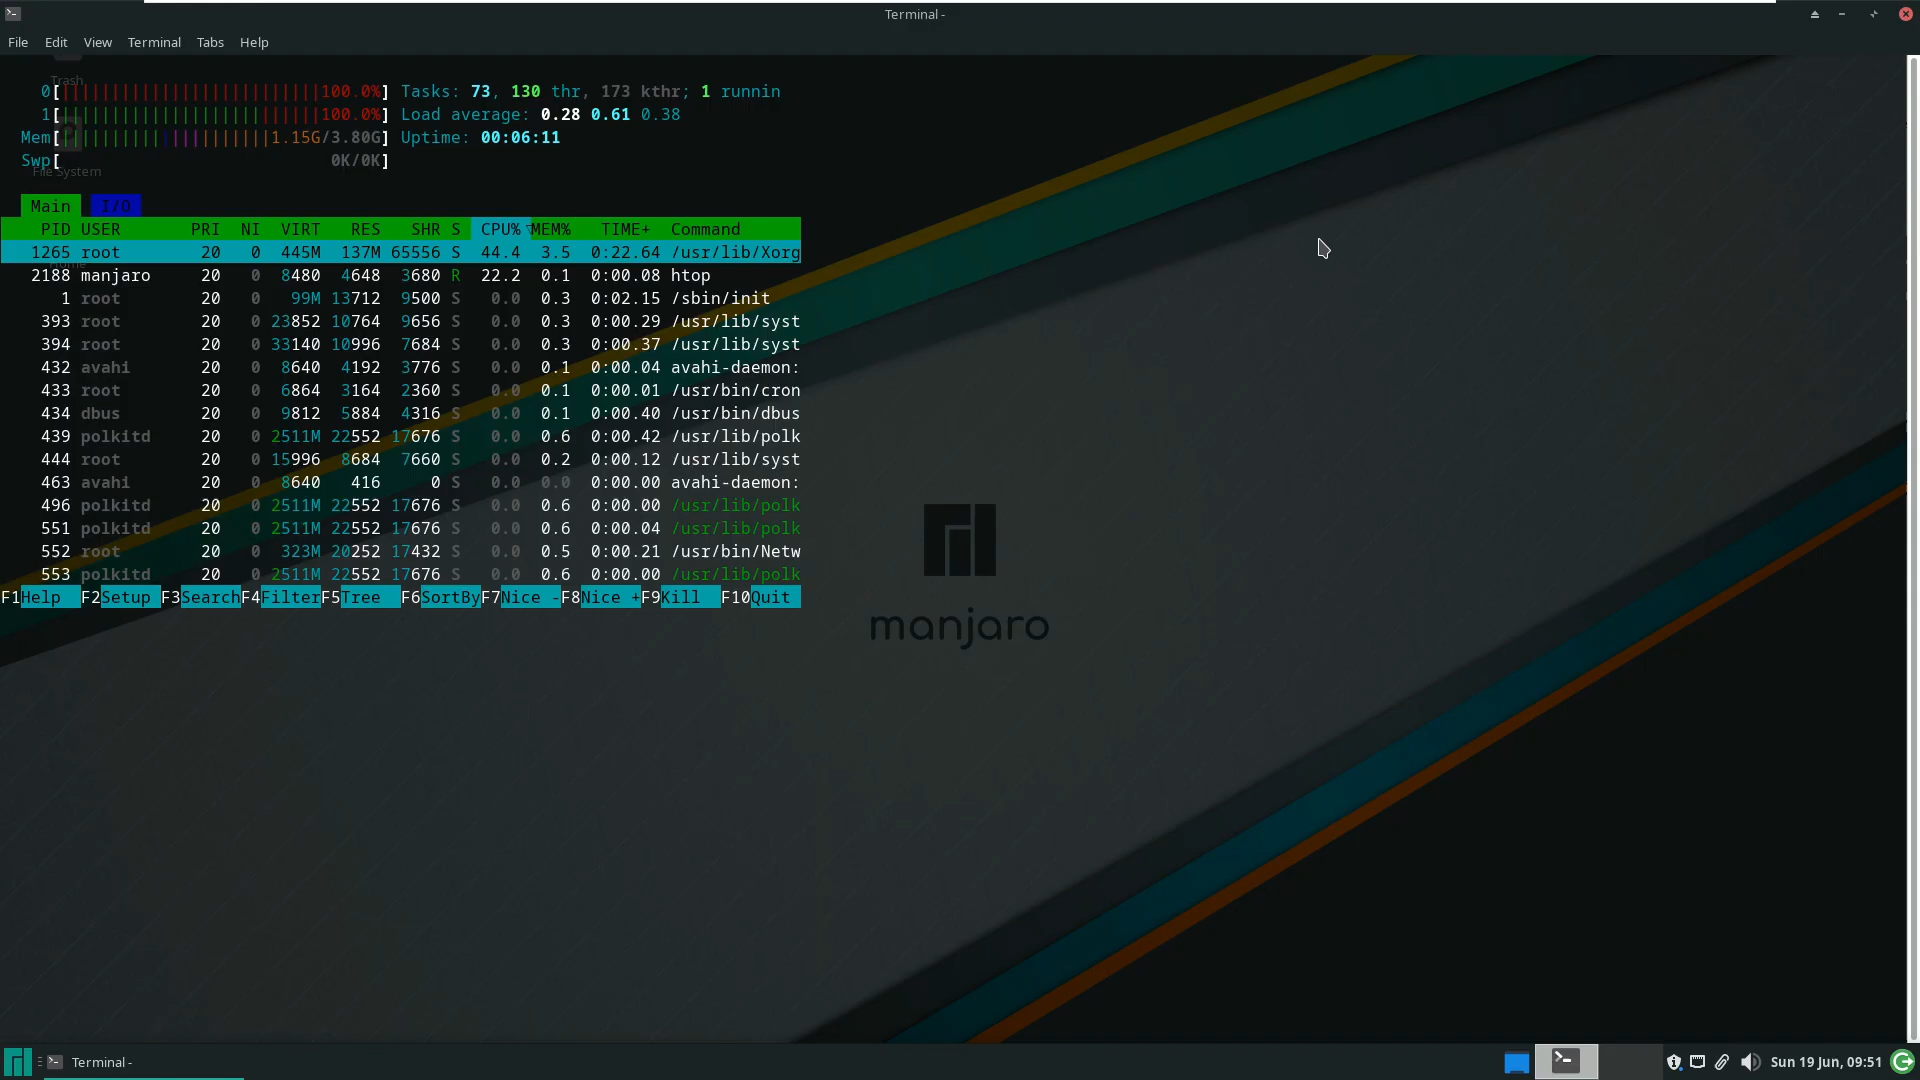 Terminal -
File Edit View Terminal Tabs Help
Trash
0[||||||||||||||||||||||||||100.0%] Tasks: 73, 130 thr, 173 kthr; 1 runnin
1[||||||||||||||||||||||||||100.0%] Load average: 0.28 0.61 0.38
Mem[|||||||||||||||||||||1.15G/3.80G] Uptime: 00:06:11
Swp[ 0K/0K]
File System
Main I/O
PID USER PRI NI VIRT RES SHR S CPU%▽MEM% TIME+ Command
1265 root 20 0 445M 137M 65556 S 44.4 3.5 0:22.64 /usr/lib/Xorg
2188 manjaro 20 0 8480 4648 3680 R 22.2 0.1 0:00.08 htop
1 root 20 0 99M 13712 9500 S 0.0 0.3 0:02.15 /sbin/init
393 root 20 0 23852 10764 9656 S 0.0 0.3 0:00.29 /usr/lib/syst
394 root 20 0 33140 10996 7684 S 0.0 0.3 0:00.37 /usr/lib/syst
432 avahi 20 0 8640 4192 3776 S 0.0 0.1 0:00.04 avahi-daemon:
433 root 20 0 6864 3164 2360 S 0.0 0.1 0:00.01 /usr/bin/cron
434 dbus 20 0 9812 5884 4316 S 0.0 0.1 0:00.40 /usr/bin/dbus
439 polkitd 20 0 2511M 22552 17676 S 0.0 0.6 0:00.42 /usr/lib/polk
444 root 20 0 15996 8684 7660 S 0.0 0.2 0:00.12 /usr/lib/syst
463 avahi 20 0 8640 416 0 S 0.0 0.0 0:00.00 avahi-daemon:
496 polkitd 20 0 2511M 22552 17676 S 0.0 0.6 0:00.00 /usr/lib/polk
551 polkitd 20 0 2511M 22552 17676 S 0.0 0.6 0:00.04 /usr/lib/polk
552 root 20 0 323M 20252 17432 S 0.0 0.5 0:00.21 /usr/bin/Netw
553 polkitd 20 0 2511M 22552 17676 S 0.0 0.6 0:00.00 /usr/lib/polk
F1Help F2Setup F3SearchF4FilterF5Tree F6SortByF7Nice -F8Nice +F9Kill F10Quit
manjaro
Terminal -
Sun 19 Jun, 09:51